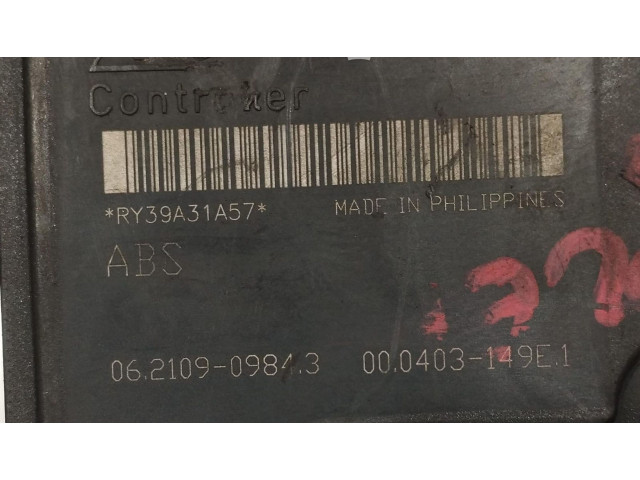 Controller
*RY39A31A57* MADE IN PHILIPPINES
ABS
06.2109-0984.3 00.0403-149E.1